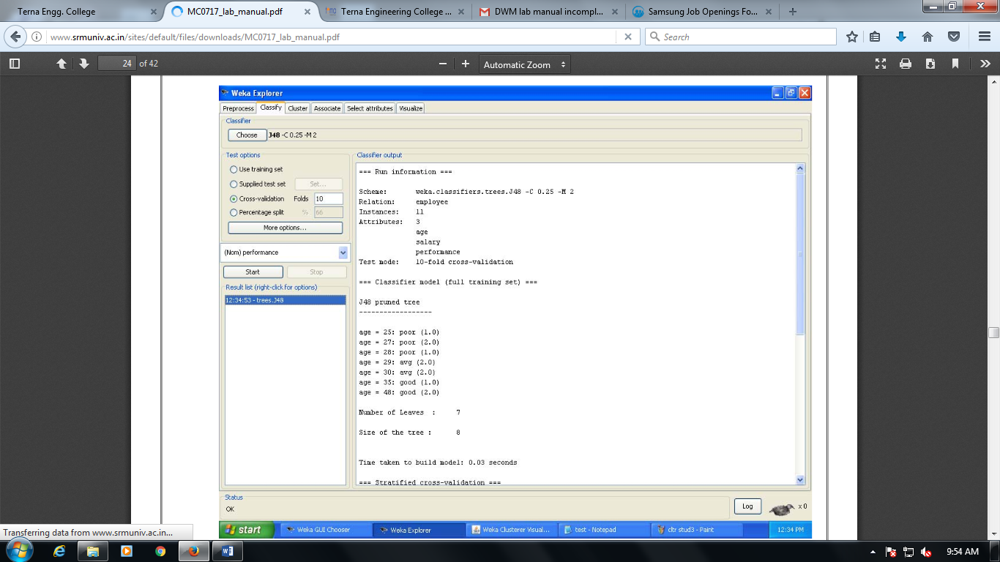 Terna Engg. College
MC0717_lab_manual.pdf
Terna Engineering College ...
DWM lab manual incompl...
Samsung Job Openings Fo...
www.srmuniv.ac.in/sites/default/files/downloads/MC0717_lab_manual.pdf
Search
24 of 42
Automatic Zoom
Weka Explorer
Preprocess Classify Cluster Associate Select attributes Visualize
Classifier
Choose J48 -C 0.25 -M 2
Test options
Use training set
Supplied test set Set...
Cross-validation Folds 10
Percentage split % 66
More options...
(Nom) performance
Start Stop
Result list (right-click for options)
12:34:53 - trees.J48
Classifier output
=== Run information ===
Scheme: weka.classifiers.trees.J48 -C 0.25 -M 2
Relation: employee
Instances: 11
Attributes: 3
age
salary
performance
Test mode: 10-fold cross-validation
=== Classifier model (full training set) ===
J48 pruned tree
------------------
age = 25: poor (1.0)
age = 27: poor (2.0)
age = 28: poor (1.0)
age = 29: avg (2.0)
age = 30: avg (2.0)
age = 35: good (1.0)
age = 48: good (2.0)
Number of Leaves : 7
Size of the tree : 8
Time taken to build model: 0.03 seconds
=== Stratified cross-validation ===
Status
OK
Log x 0
start Weka GUI Chooser Weka Explorer Weka Clusterer Visual... test - Notepad cltr stud3 - Paint 12:34 PM
Transferring data from www.srmuniv.ac.in...
9:54 AM